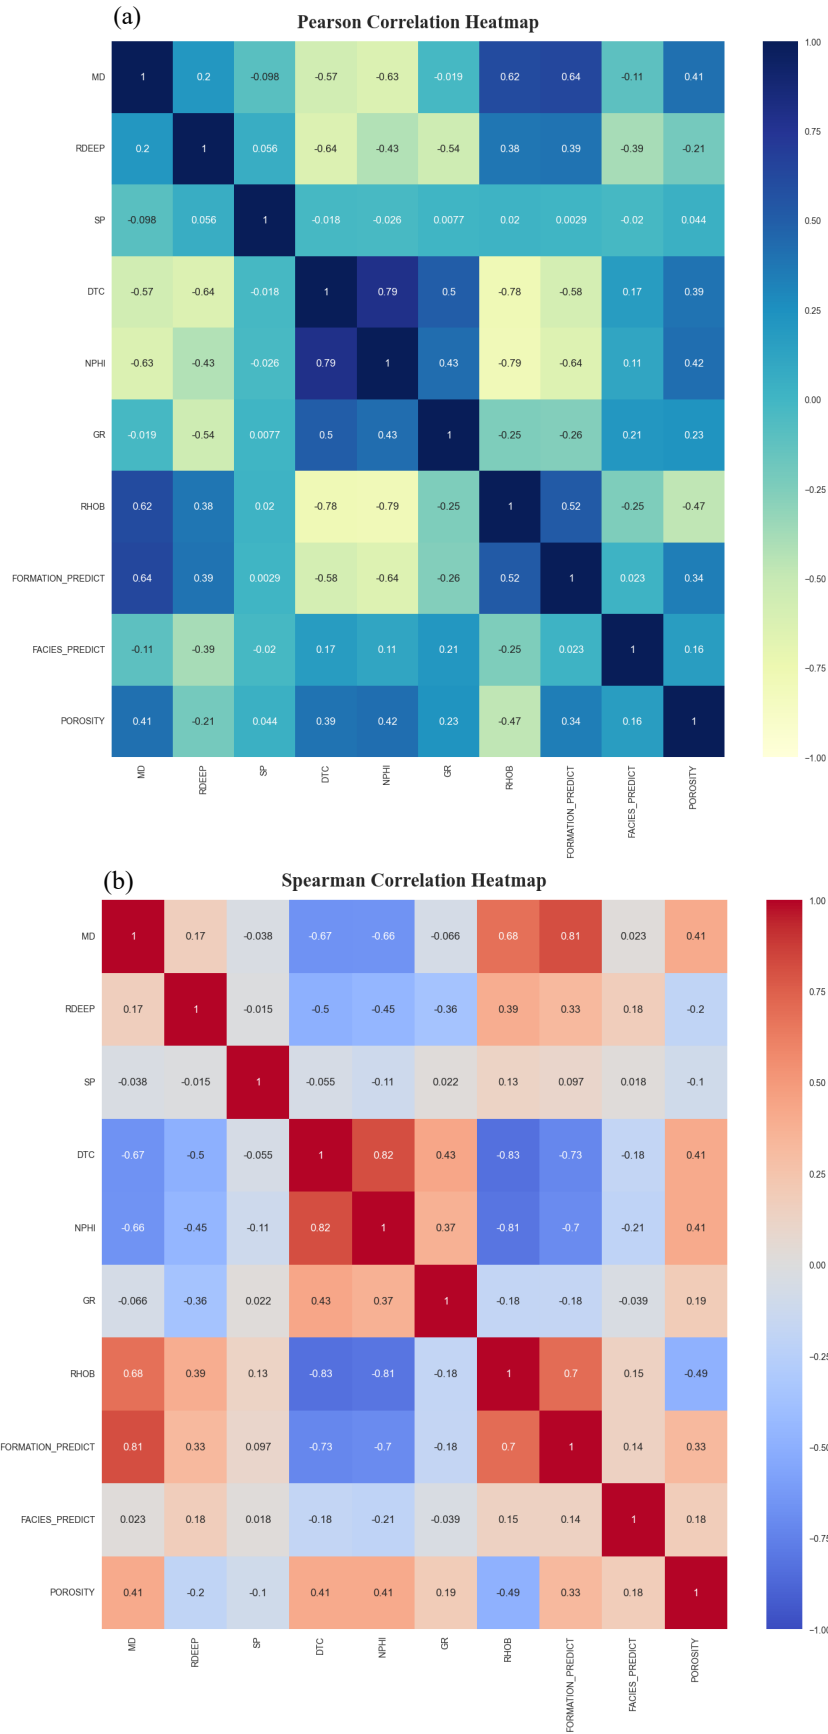 (a)
Pearson Correlation Heatmap
MD 1 0.2 -0.098 -0.57 -0.63 -0.019 0.62 0.64 -0.11 0.41
RDEEP 0.2 1 0.056 -0.64 -0.43 -0.54 0.38 0.39 -0.39 -0.21
SP -0.098 0.056 1 -0.018 -0.026 0.0077 0.02 0.0029 -0.02 0.044
DTC -0.57 -0.64 -0.018 1 0.79 0.5 -0.78 -0.58 0.17 0.39
NPHI -0.63 -0.43 -0.026 0.79 1 0.43 -0.79 -0.64 0.11 0.42
GR -0.019 -0.54 0.0077 0.5 0.43 1 -0.25 -0.26 0.21 0.23
RHOB 0.62 0.38 0.02 -0.78 -0.79 -0.25 1 0.52 -0.25 -0.47
FORMATION_PREDICT 0.64 0.39 0.0029 -0.58 -0.64 -0.26 0.52 1 0.023 0.34
FACIES_PREDICT -0.11 -0.39 -0.02 0.17 0.11 0.21 -0.25 0.023 1 0.16
POROSITY 0.41 -0.21 0.044 0.39 0.42 0.23 -0.47 0.34 0.16 1
MD RDEEP SP DTC NPHI GR RHOB FORMATION_PREDICT FACIES_PREDICT POROSITY
1.00
0.75
0.50
0.25
0.00
−0.25
−0.50
−0.75
−1.00
(b)
Spearman Correlation Heatmap
MD 1 0.17 -0.038 -0.67 -0.66 -0.066 0.68 0.81 0.023 0.41
RDEEP 0.17 1 -0.015 -0.5 -0.45 -0.36 0.39 0.33 0.18 -0.2
SP -0.038 -0.015 1 -0.055 -0.11 0.022 0.13 0.097 0.018 -0.1
DTC -0.67 -0.5 -0.055 1 0.82 0.43 -0.83 -0.73 -0.18 0.41
NPHI -0.66 -0.45 -0.11 0.82 1 0.37 -0.81 -0.7 -0.21 0.41
GR -0.066 -0.36 0.022 0.43 0.37 1 -0.18 -0.18 -0.039 0.19
RHOB 0.68 0.39 0.13 -0.83 -0.81 -0.18 1 0.7 0.15 -0.49
FORMATION_PREDICT 0.81 0.33 0.097 -0.73 -0.7 -0.18 0.7 1 0.14 0.33
FACIES_PREDICT 0.023 0.18 0.018 -0.18 -0.21 -0.039 0.15 0.14 1 0.18
POROSITY 0.41 -0.2 -0.1 0.41 0.41 0.19 -0.49 0.33 0.18 1
MD RDEEP SP DTC NPHI GR RHOB FORMATION_PREDICT FACIES_PREDICT POROSITY
1.00
0.75
0.50
0.25
0.00
−0.25
−0.50
−0.75
−1.00